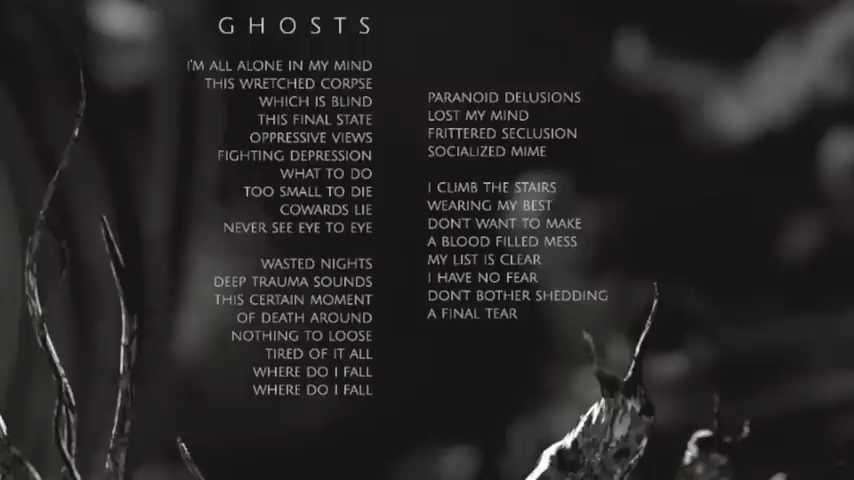 GHOSTS
I'M ALL ALONE IN MY MIND
THIS WRETCHED CORPSE
WHICH IS BLIND
THIS FINAL STATE
OPPRESSIVE VIEWS
FIGHTING DEPRESSION
WHAT TO DO
TOO SMALL TO DIE
COWARDS LIE
NEVER SEE EYE TO EYE
WASTED NIGHTS
DEEP TRAUMA SOUNDS
THIS CERTAIN MOMENT
OF DEATH AROUND
NOTHING TO LOOSE
TIRED OF IT ALL
WHERE DO I FALL
WHERE DO I FALL
PARANOID DELUSIONS
LOST MY MIND
FRITTERED SECLUSION
SOCIALIZED MIME
I CLIMB THE STAIRS
WEARING MY BEST
DON'T WANT TO MAKE
A BLOOD FILLED MESS
MY LIST IS CLEAR
I HAVE NO FEAR
DON'T BOTHER SHEDDING
A FINAL TEAR